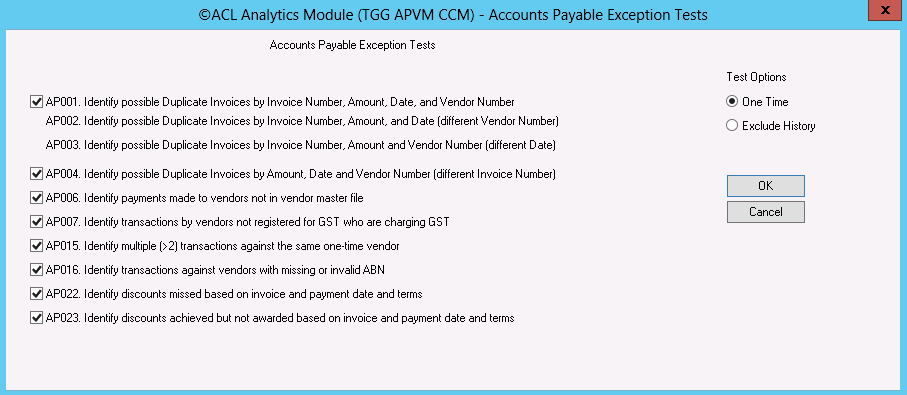 ©ACL Analytics Module (TGG APVM CCM) - Accounts Payable Exception Tests
x
Accounts Payable Exception Tests
AP001. Identify possible Duplicate Invoices by Invoice Number, Amount, Date, and Vendor Number
AP002. Identify possible Duplicate Invoices by Invoice Number, Amount, and Date (different Vendor Number)
AP003. Identify possible Duplicate Invoices by Invoice Number, Amount and Vendor Number (different Date)
AP004. Identify possible Duplicate Invoices by Amount, Date and Vendor Number (different Invoice Number)
AP006. Identify payments made to vendors not in vendor master file
AP007. Identify transactions by vendors not registered for GST who are charging GST
AP015. Identify multiple (>2) transactions against the same one-time vendor
AP016. Identify transactions against vendors with missing or invalid ABN
AP022. Identify discounts missed based on invoice and payment date and terms
AP023. Identify discounts achieved but not awarded based on invoice and payment date and terms
Test Options
One Time
Exclude History
OK
Cancel